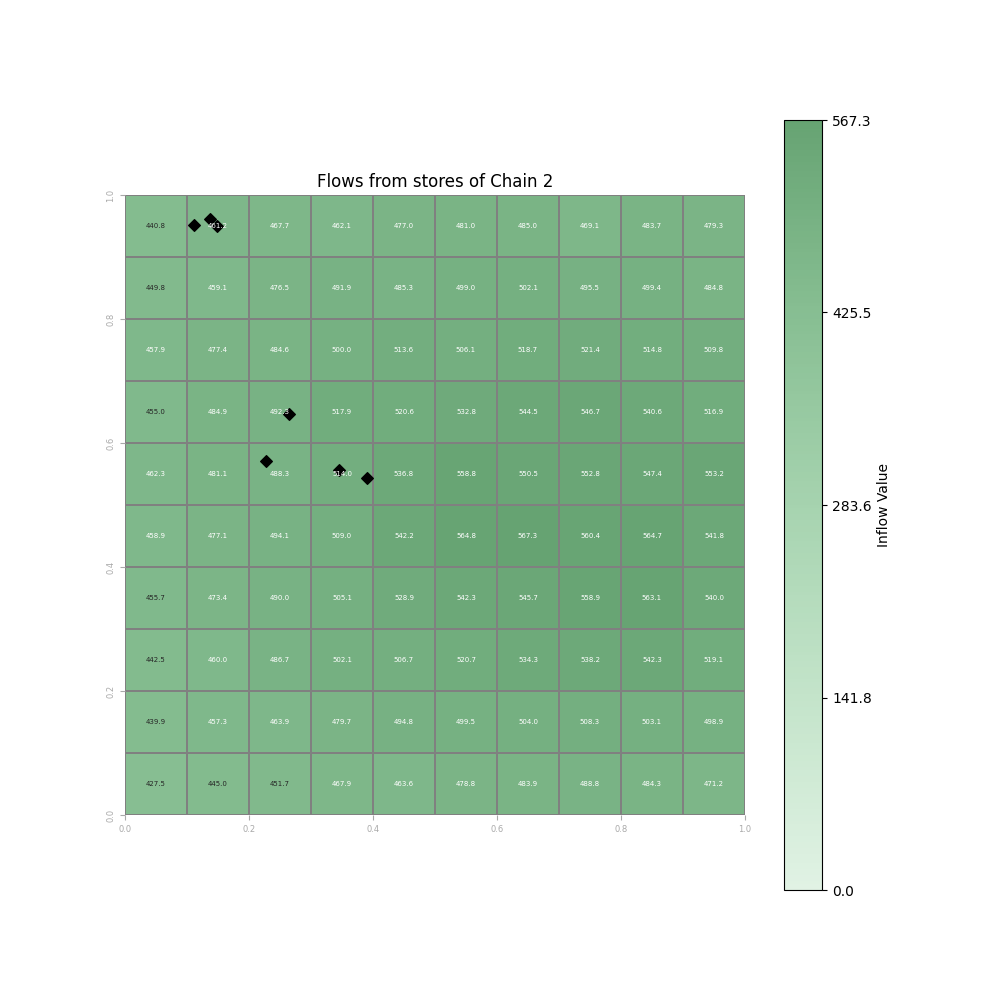 Flows from stores of Chain 2
440.8 461.2 467.7 462.1 477.0 481.0 485.0 469.1 483.7 479.3
449.8 459.1 476.5 491.9 485.3 499.0 502.1 495.5 499.4 484.8
457.9 477.4 484.6 500.0 513.6 506.1 518.7 521.4 514.8 509.8
455.0 484.9 517.9 520.6 532.8 544.5 546.7 540.6 516.9
462.3 481.1 488.3 514.0 536.8 558.8 550.5 552.8 547.4 553.2
458.9 477.1 494.1 509.0 542.2 564.8 567.3 560.4 564.7 541.8
455.7 473.4 490.0 505.1 528.9 542.3 545.7 558.9 563.1 540.0
442.5 460.0 486.7 502.1 506.7 520.7 534.3 538.2 542.3 519.1
439.9 457.3 463.9 479.7 494.8 499.5 504.0 508.3 503.1 498.9
427.5 445.0 451.7 467.9 463.6 478.8 483.9 488.8 484.3 471.2
1.0
0.8
0.6
0.4
0.2
0.0
0.0 0.2 0.4 0.6 0.8 1.0
567.3
425.5
283.6
141.8
0.0
Inflow Value